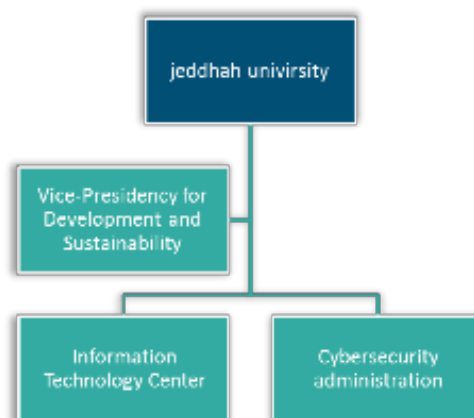 jeddhah univirsity
Vice-Presidency for
Development and
Sustainability
Information
Technology Center
Cybersecurity
administration